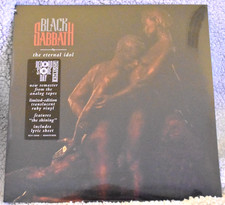 BLACK
SABBATH
the eternal idol
RECORD
STORE
DAY
new remaster
from the
analog tapes
limited-edition
translucent
ruby vinyl
features
"the shining"
includes
lyric sheet